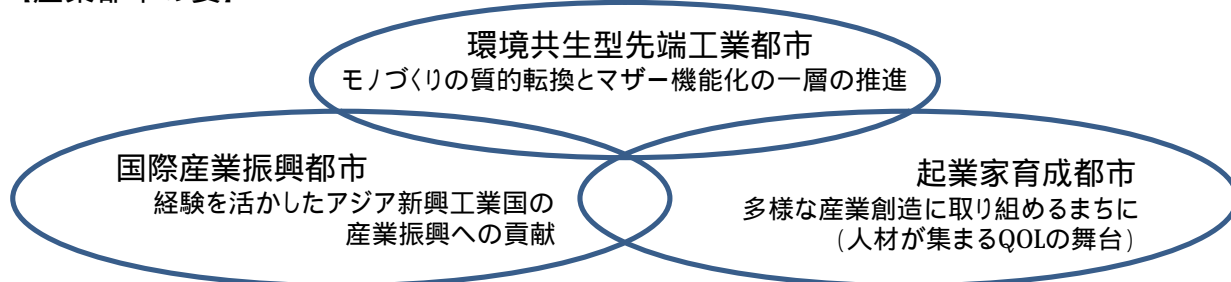 環境共生型先端工業都市
モノづくりの質的転換とマザー機能化の一層の推進
国際産業振興都市
経験を活かしたアジア新興工業国の
産業振興への貢献
起業家育成都市
多様な産業創造に取り組めるまちに
(人材が集まるQOLの舞台)